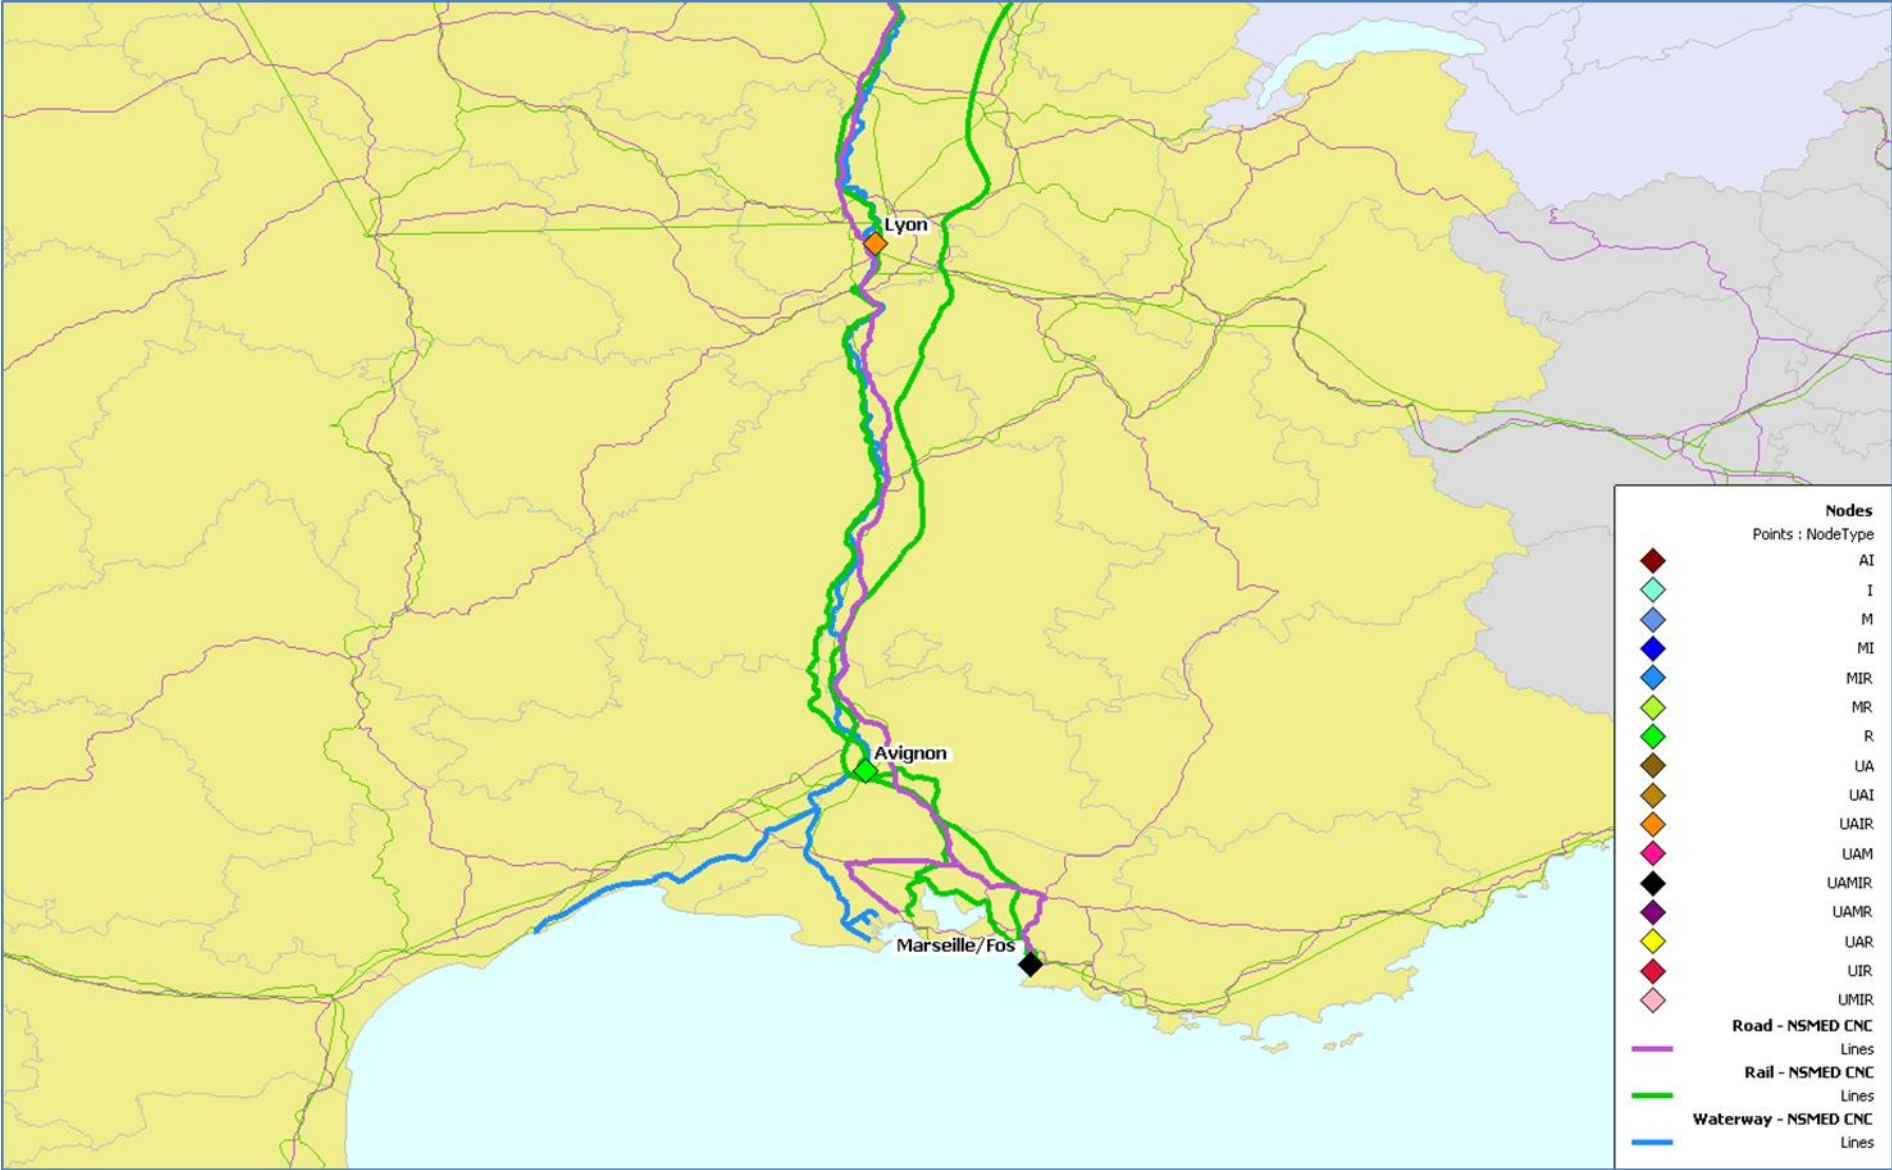 Lyon
Avignon
Marseille/Fos
Nodes
Points : NodeType
AI
I
M
MI
MIR
MR
R
UA
UAI
UAIR
UAM
UAMIR
UAMR
UAR
UIR
UMIR
Road - NSMED CNC
Lines
Rail - NSMED CNC
Lines
Waterway - NSMED CNC
Lines